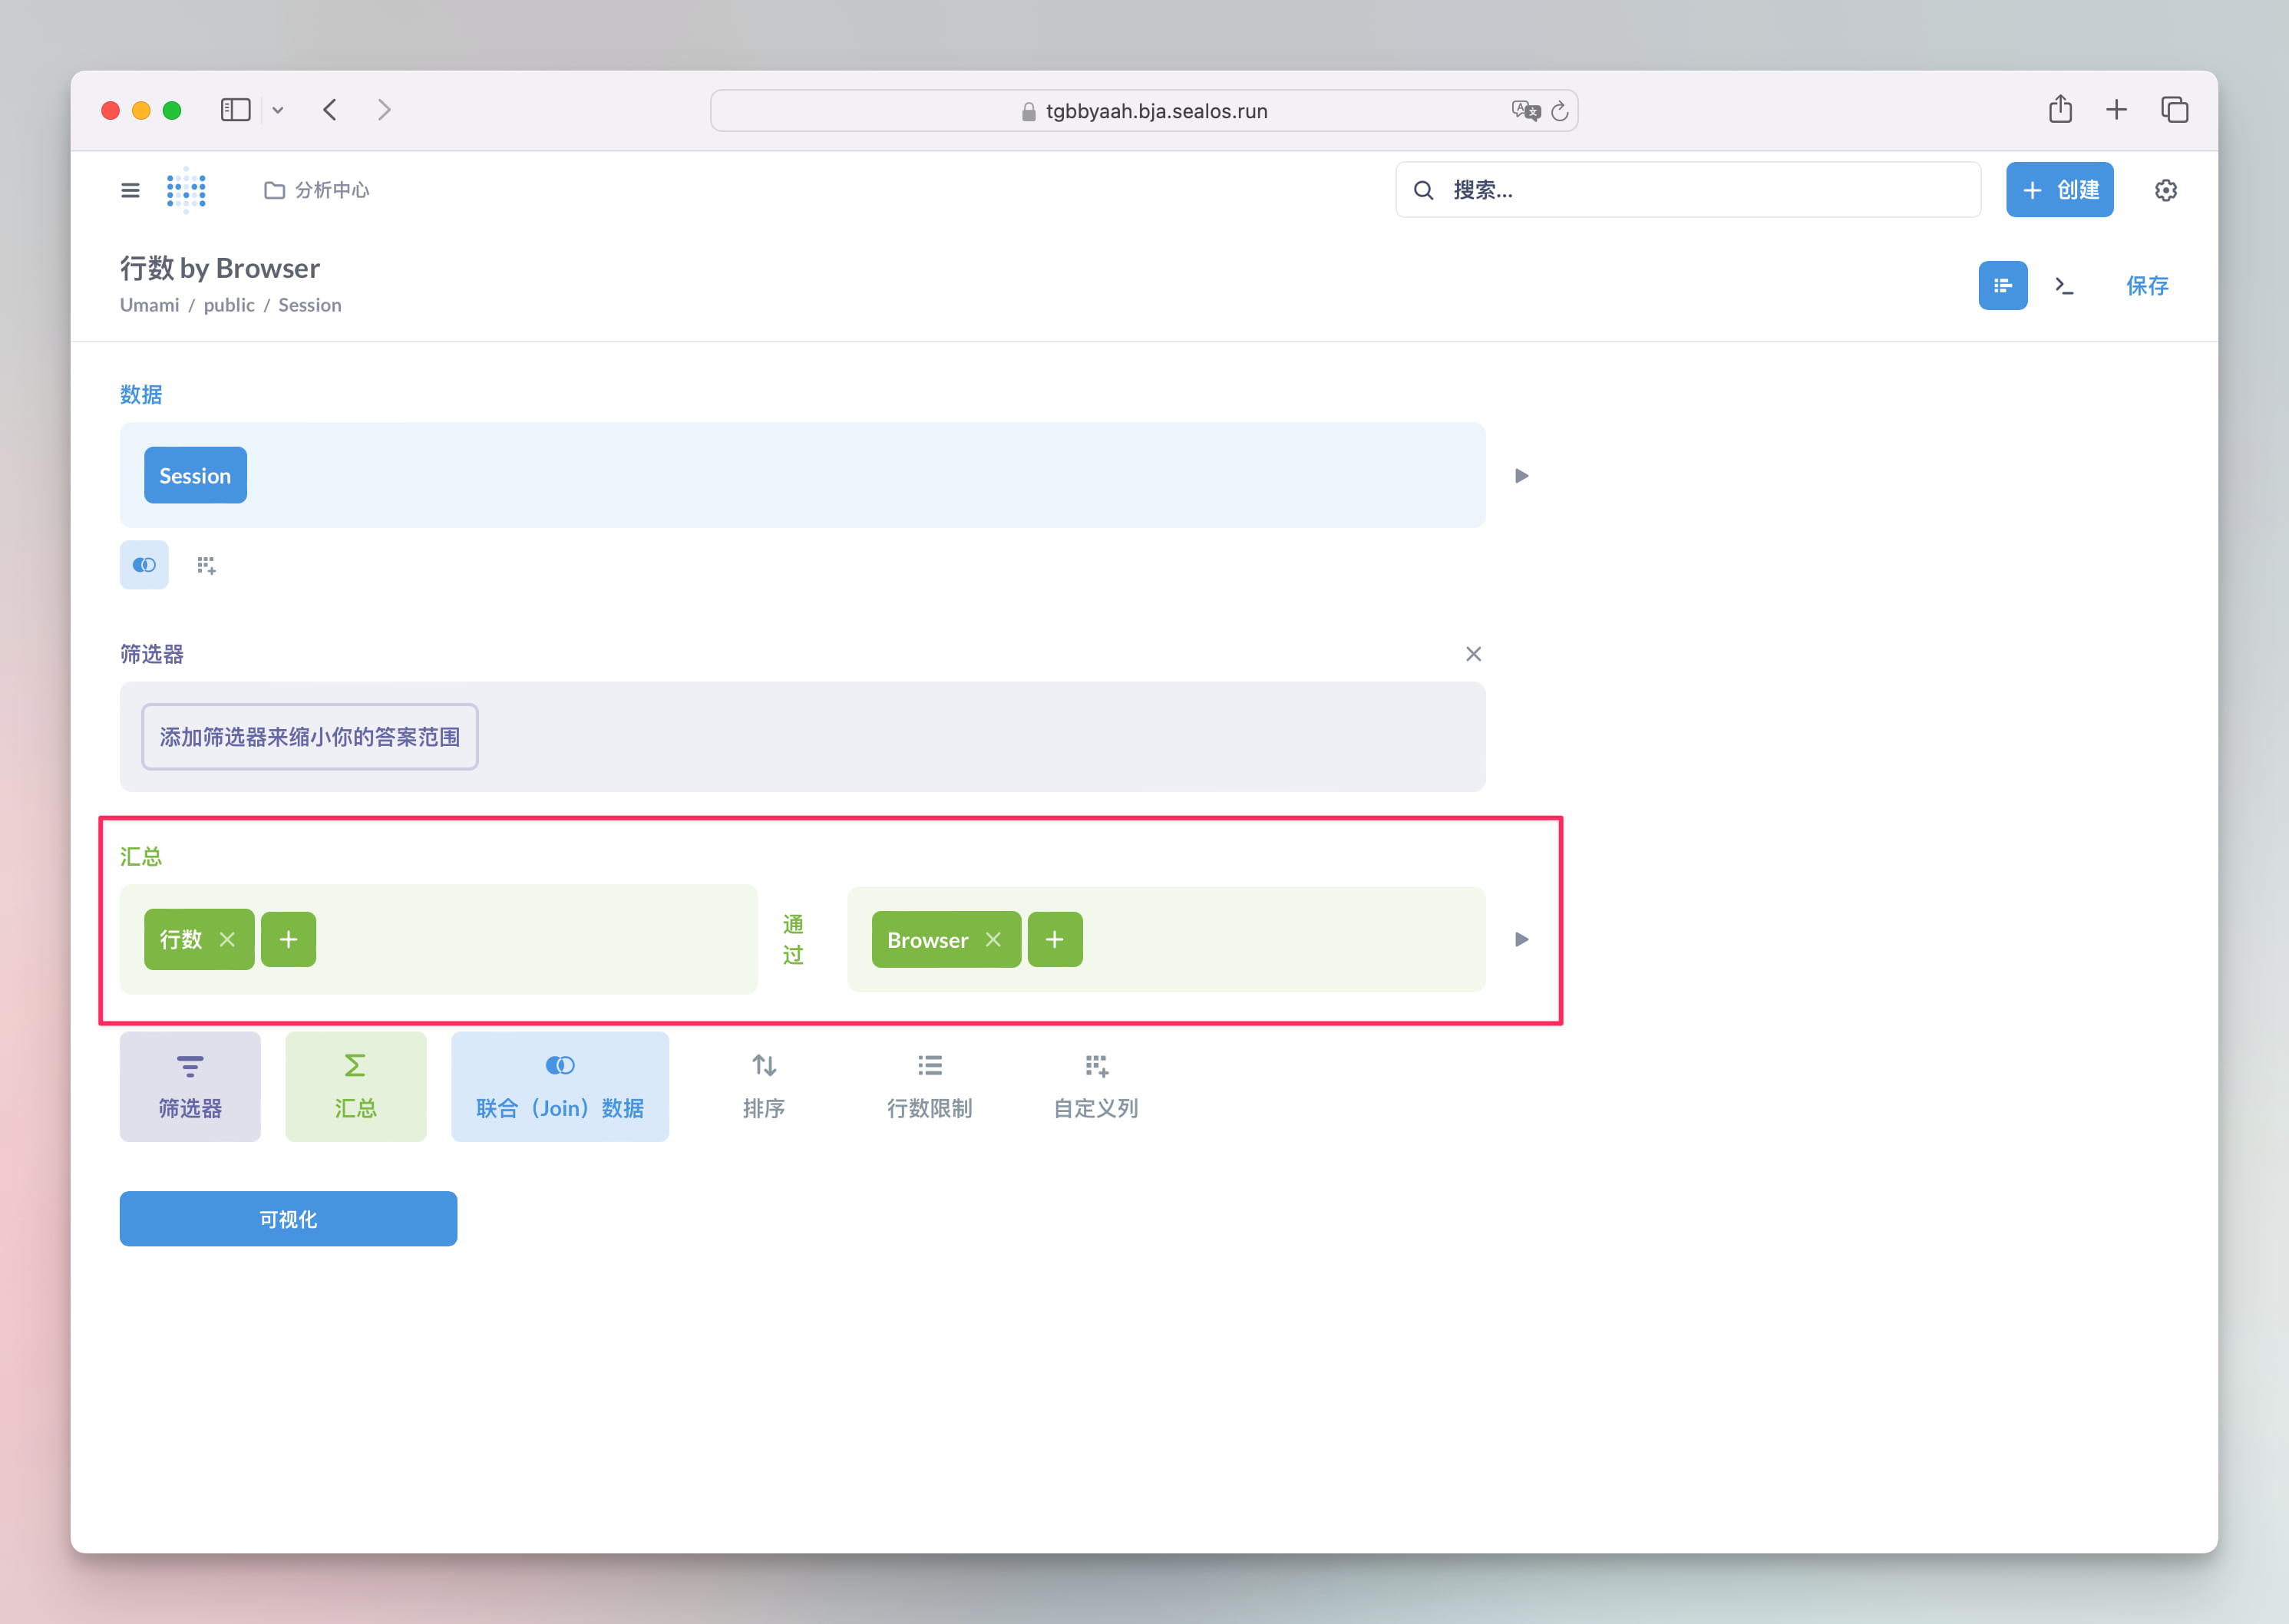 tgbbyaah.bja.sealos.run
分析中心
搜索...
创建
行数 by Browser
Umami / public / Session
保存
数据
Session
筛选器
添加筛选器来缩小你的答案范围
汇总
行数
通
过
Browser
筛选器
汇总
联合（Join）数据
排序
行数限制
自定义列
可视化